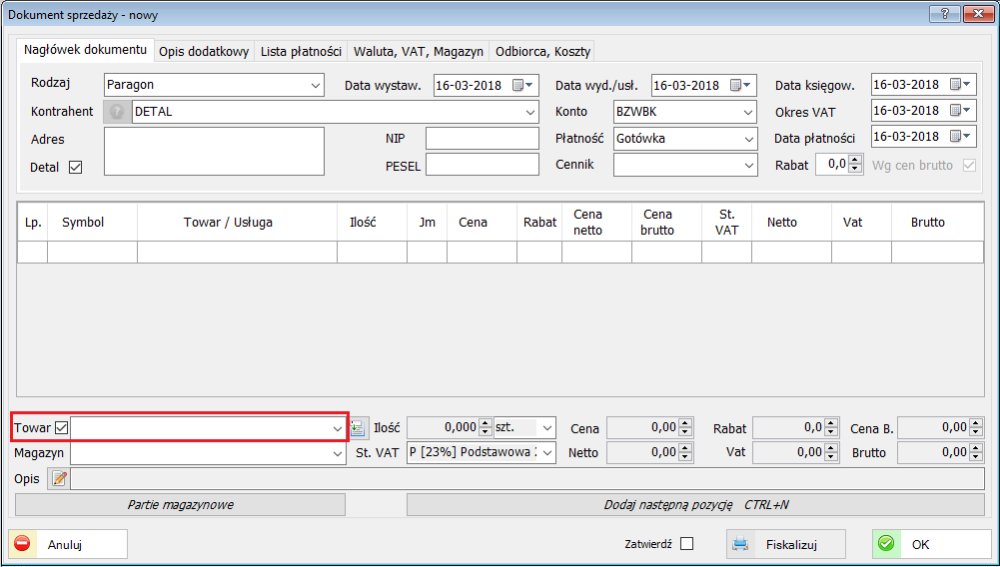 Dokument sprzedaży - nowy
Nagłówek dokumentu Opis dodatkowy Lista płatności Waluta, VAT, Magazyn Odbiorca, Koszty
Rodzaj Paragon Data wystaw. 16-03-2018 Data wyd./usł. 16-03-2018 Data księgow. 16-03-2018
Kontrahent ? DETAL Konto BZWBK Okres VAT 16-03-2018
Adres NIP Płatność Gotówka Data płatności 16-03-2018
Detal PESEL Cennik Rabat 0,0 Wg cen brutto
Lp. Symbol Towar / Usługa Ilość Jm Cena Rabat Cena netto Cena brutto St. VAT Netto Vat Brutto
Towar Ilość 0,000 szt. Cena 0,00 Rabat 0,0 Cena B. 0,00
Magazyn St. VAT P [23%] Podstawowa Netto 0,00 Vat 0,00 Brutto 0,00
Opis
Partie magazynowe Dodaj następną pozycję CTRL+N
Anuluj Zatwierdź Fiskalizuj OK